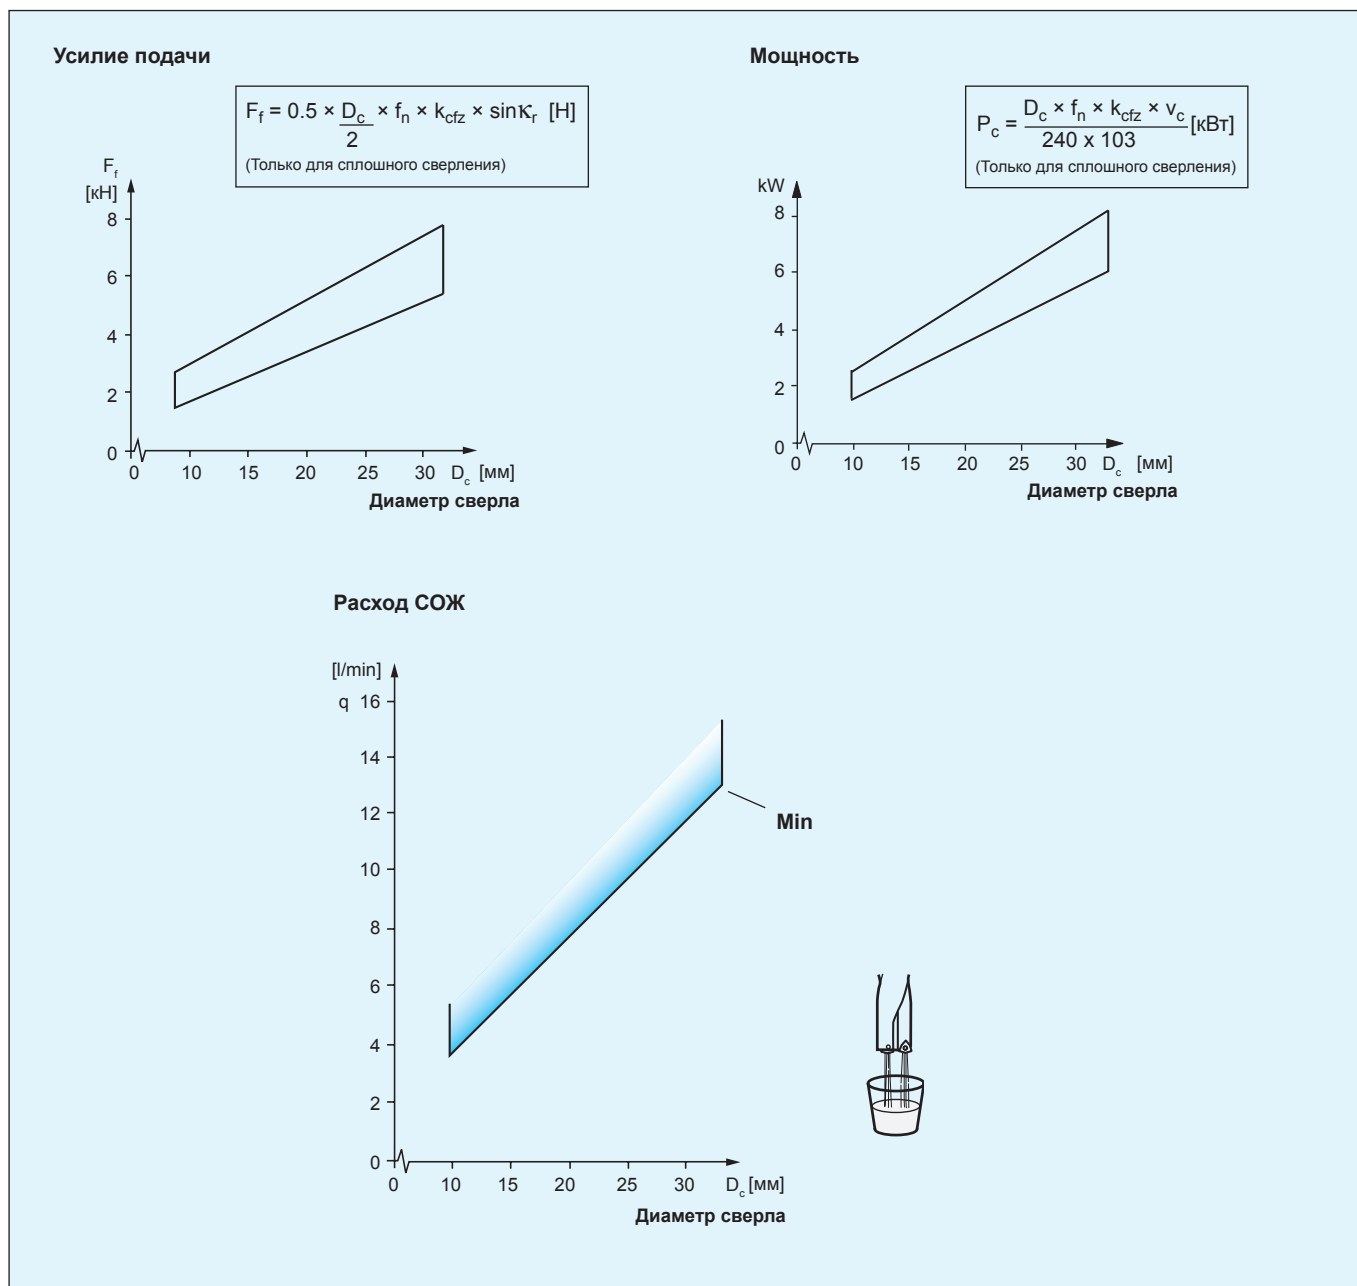 Усилие подачи
F_f = 0.5 × D_c / 2 × f_n × k_cfz × sinκ_r [Н]
(Только для сплошного сверления)
F_f
[кН]
8
6
4
2
0
0 10 15 20 25 30 D_c [мм]
Диаметр сверла
Мощность
P_c = D_c × f_n × k_cfz × v_c / 240 x 103 [кВт]
(Только для сплошного сверления)
kW
8
6
4
2
0
0 10 15 20 25 30 D_c [мм]
Диаметр сверла
Расход СОЖ
[l/min]
q 16
14
12
10
8
6
4
2
0
Min
0 10 15 20 25 30 D_c [мм]
Диаметр сверла